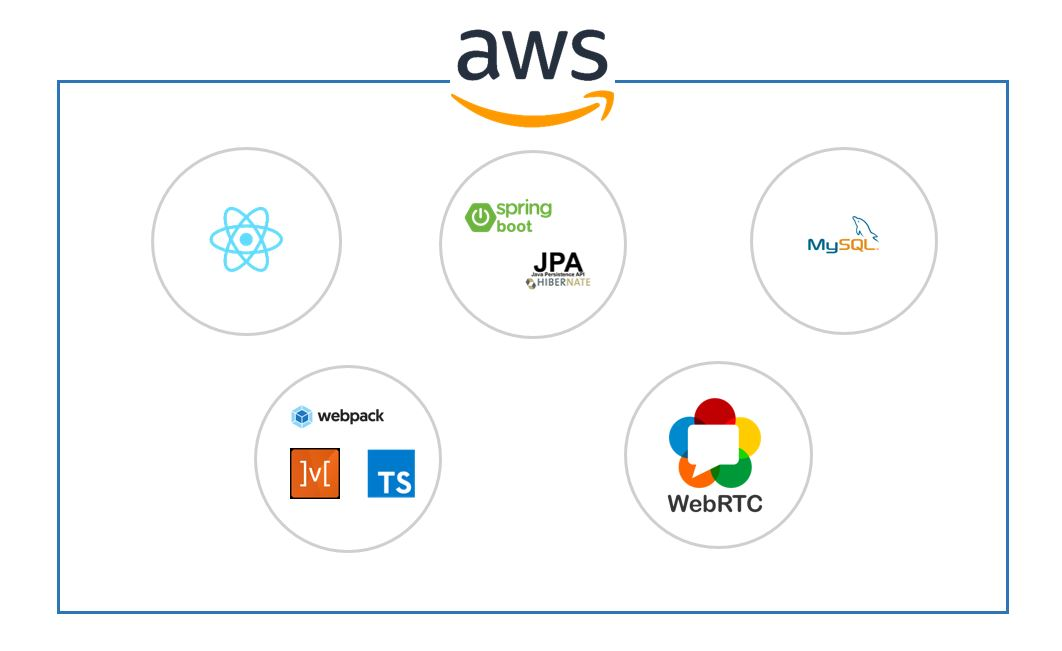 aws
spring
boot
JPA
Java Persistence API
HIBERNATE
MySQL
webpack
]v[
TS
WebRTC